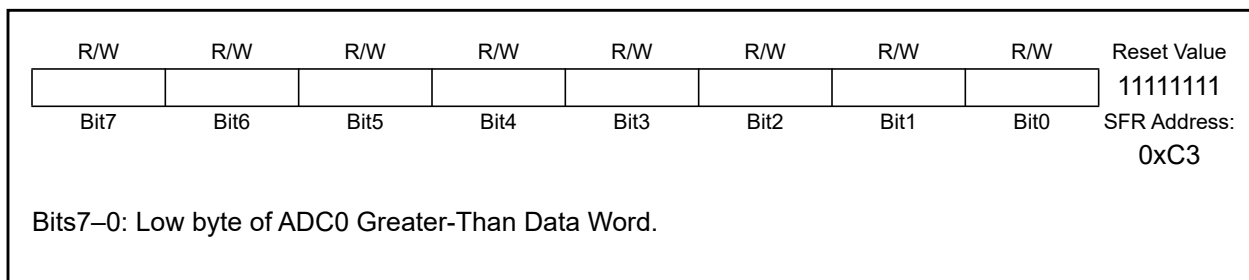 R/W R/W R/W R/W R/W R/W R/W R/W Reset Value
11111111
Bit7 Bit6 Bit5 Bit4 Bit3 Bit2 Bit1 Bit0 SFR Address:
0xC3
Bits7–0: Low byte of ADC0 Greater-Than Data Word.